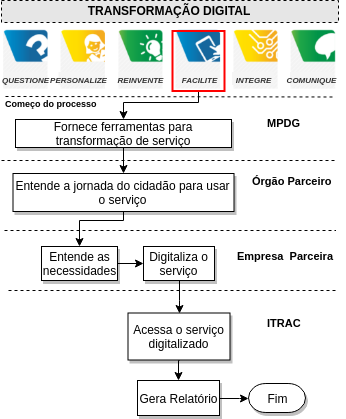 TRANSFORMAÇÃO DIGITAL
QUESTIONE PERSONALIZE REINVENTE FACILITE INTEGRE COMUNIQUE
Começo do processo
MPDG
Fornece ferramentas para
transformação de serviço
Órgão Parceiro
Entende a jornada do cidadão para usar
o serviço
Empresa Parceira
Entende as
necessidades
Digitaliza o
serviço
ITRAC
Acessa o serviço
digitalizado
Gera Relatório
Fim